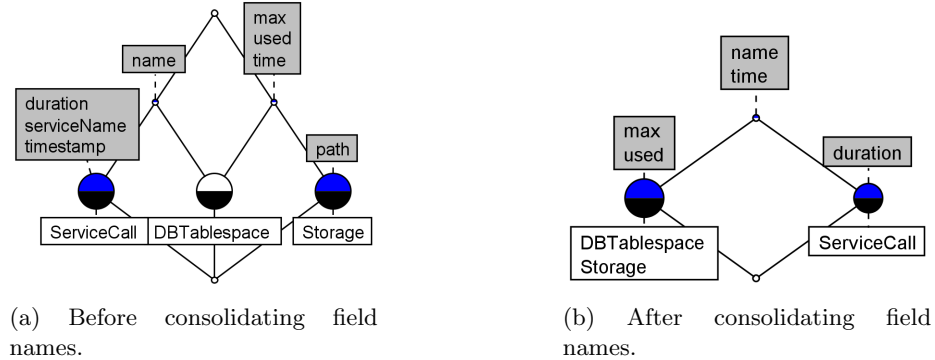 max
used
time
name
duration
serviceName
timestamp
path
ServiceCall
DBTablespace
Storage
(a) Before consolidating field
names.
name
time
max
used
duration
DBTablespace
Storage
ServiceCall
(b) After consolidating field
names.